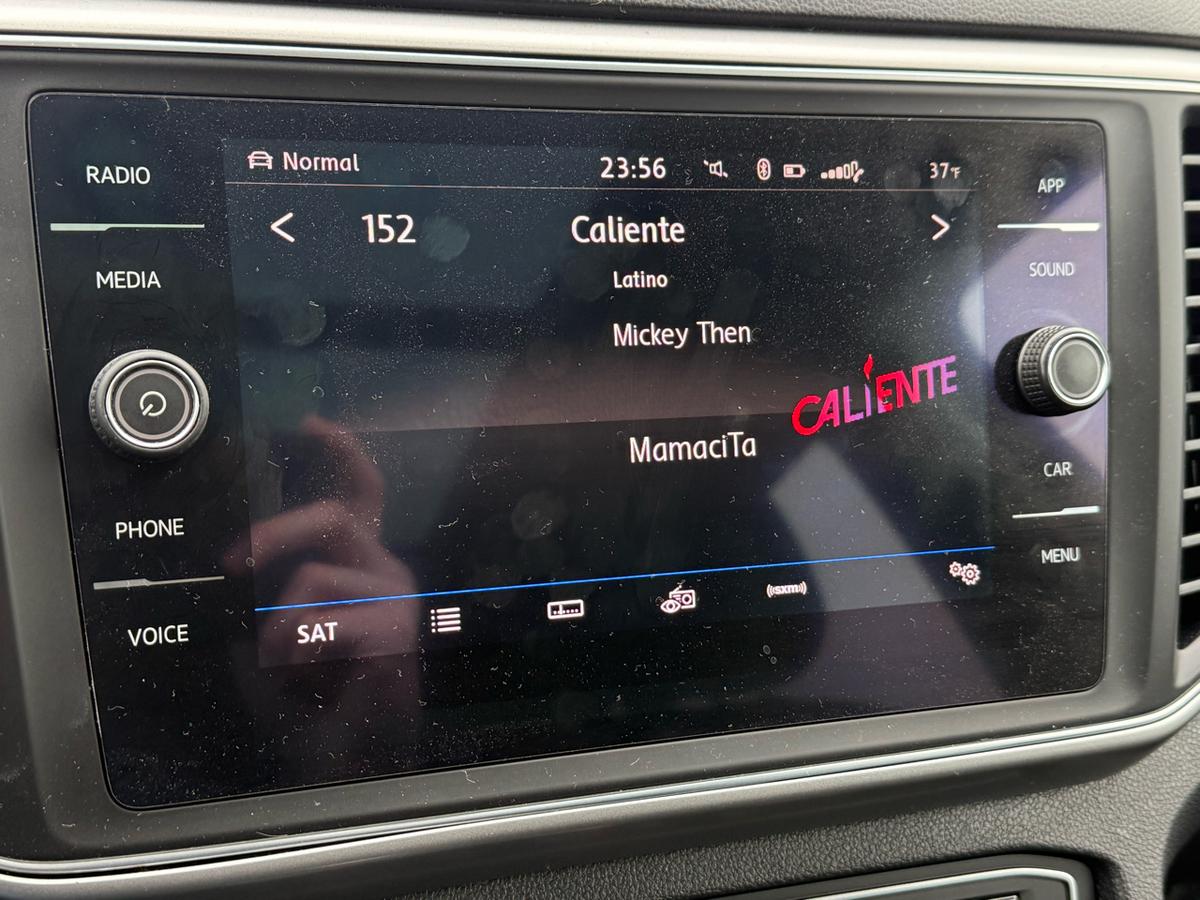 RADIO
MEDIA
PHONE
VOICE
Normal
23:56
37°F
152
Caliente
Latino
Mickey Then
CALIENTE
MamaciTa
SAT
((sxm))
APP
SOUND
CAR
MENU